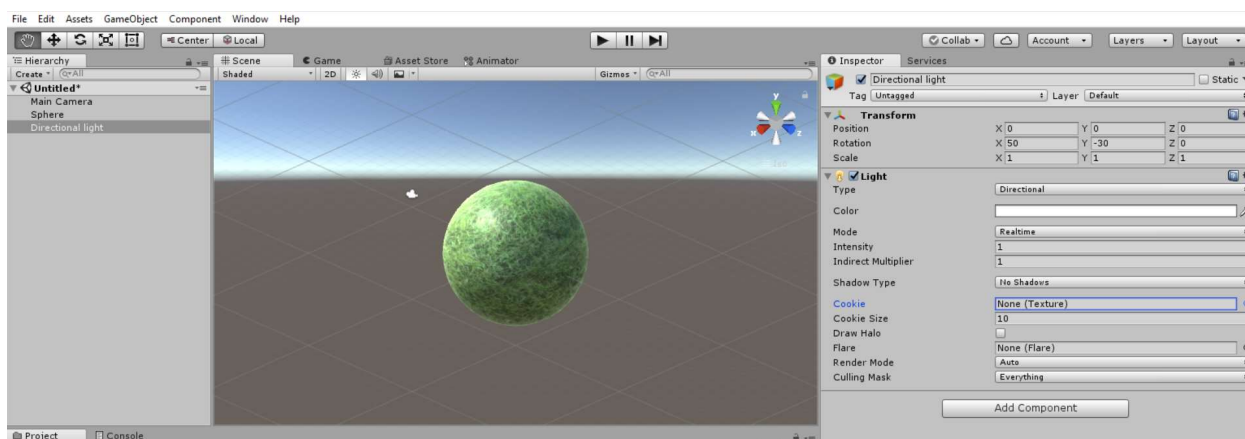 File Edit Assets GameObject Component Window Help
Center Local
Collab Account Layers Layout
Hierarchy
Create All
Untitled*
Main Camera
Sphere
Directional light
Scene Game Asset Store Animator
Shaded 2D Gizmos All
y
x z
Inspector Services
Directional light Static
Tag Untagged Layer Default
Transform
Position X 0 Y 0 Z 0
Rotation X 50 Y -30 Z 0
Scale X 1 Y 1 Z 1
Light
Type Directional
Color
Mode Realtime
Intensity 1
Indirect Multiplier 1
Shadow Type No Shadows
Cookie None (Texture)
Cookie Size 10
Draw Halo
Flare None (Flare)
Render Mode Auto
Culling Mask Everything
Add Component
Project Console